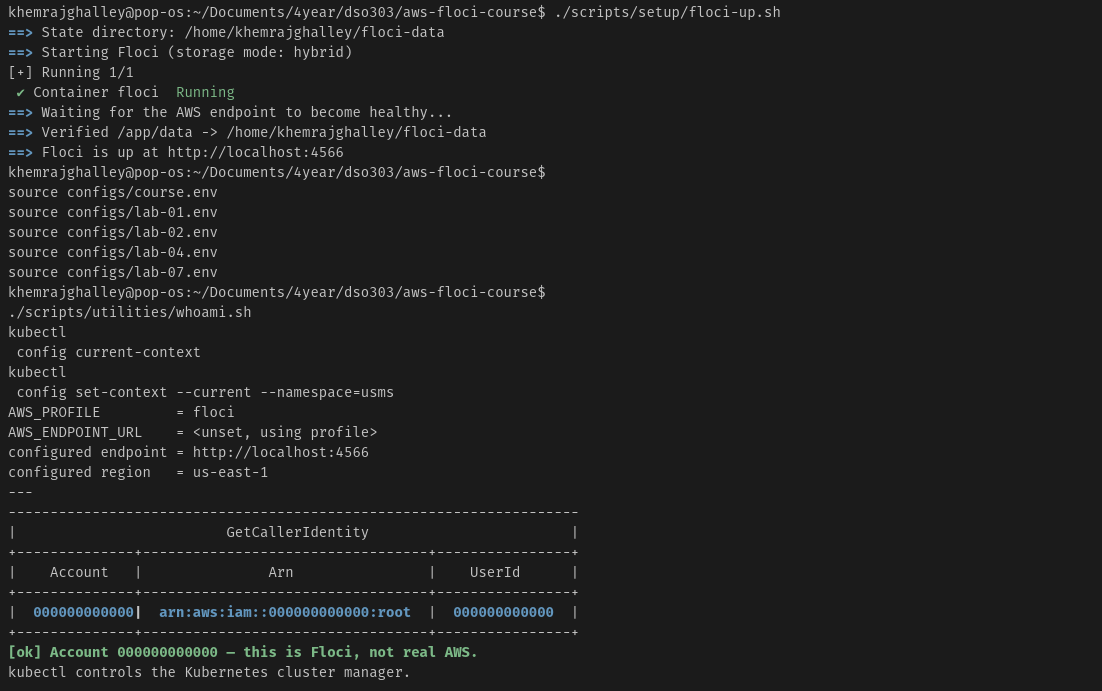 khemrajghalley@pop-os:~/Documents/4year/dso303/aws-floci-course$ ./scripts/setup/floci-up.sh
==> State directory: /home/khemrajghalley/floci-data
==> Starting Floci (storage mode: hybrid)
[+] Running 1/1
 ✔ Container floci  Running
==> Waiting for the AWS endpoint to become healthy...
==> Verified /app/data -> /home/khemrajghalley/floci-data
==> Floci is up at http://localhost:4566
khemrajghalley@pop-os:~/Documents/4year/dso303/aws-floci-course$
source configs/course.env
source configs/lab-01.env
source configs/lab-02.env
source configs/lab-04.env
source configs/lab-07.env
khemrajghalley@pop-os:~/Documents/4year/dso303/aws-floci-course$
./scripts/utilities/whoami.sh
kubectl
 config current-context
kubectl
 config set-context --current --namespace=usms
AWS_PROFILE         = floci
AWS_ENDPOINT_URL    = <unset, using profile>
configured endpoint = http://localhost:4566
configured region   = us-east-1
---
--------------------------------------------------------------------
|                         GetCallerIdentity                        |
+--------------+----------------------------------+----------------+
|    Account   |               Arn                |    UserId      |
+--------------+----------------------------------+----------------+
|  000000000000|  arn:aws:iam::000000000000:root  |  000000000000  |
+--------------+----------------------------------+----------------+
[ok] Account 000000000000 — this is Floci, not real AWS.
kubectl controls the Kubernetes cluster manager.